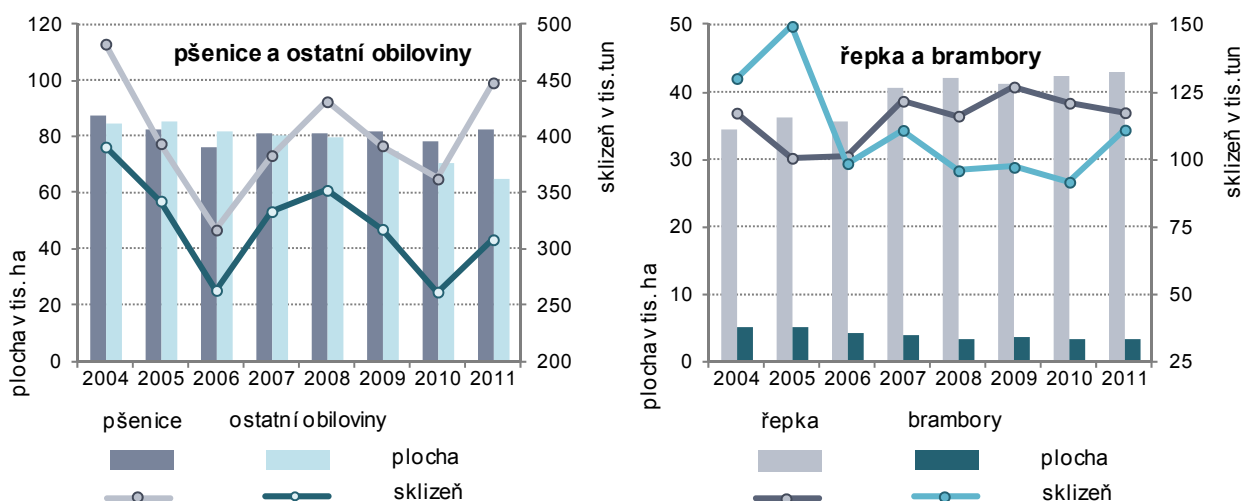 pšenice a ostatní obiloviny
plocha v tis. ha
120
100
80
60
40
20
0
sklizeň v tis. tun
500
450
400
350
300
250
200
2004 2005 2006 2007 2008 2009 2010 2011
pšenice ostatní obiloviny
plocha
sklizeň
řepka a brambory
plocha v tis. ha
50
40
30
20
10
0
sklizeň v tis. tun
150
125
100
75
50
25
2004 2005 2006 2007 2008 2009 2010 2011
řepka brambory
plocha
sklizeň